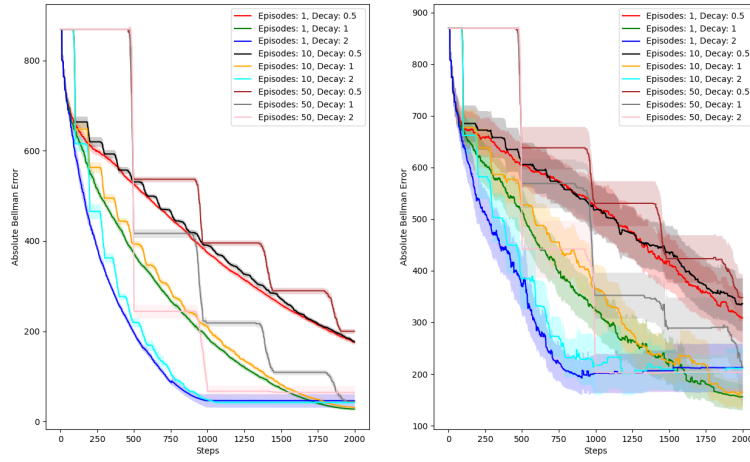 Episodes: 1, Decay: 0.5
Episodes: 1, Decay: 1
Episodes: 1, Decay: 2
Episodes: 10, Decay: 0.5
Episodes: 10, Decay: 1
Episodes: 10, Decay: 2
Episodes: 50, Decay: 0.5
Episodes: 50, Decay: 1
Episodes: 50, Decay: 2
800
600
400
200
0
Absolute Bellman Error
0
250
500
750
1000
1250
1500
1750
2000
Steps
Episodes: 1, Decay: 0.5
Episodes: 1, Decay: 1
Episodes: 1, Decay: 2
Episodes: 10, Decay: 0.5
Episodes: 10, Decay: 1
Episodes: 10, Decay: 2
Episodes: 50, Decay: 0.5
Episodes: 50, Decay: 1
Episodes: 50, Decay: 2
900
800
700
600
500
400
300
200
100
Absolute Bellman Error
0
250
500
750
1000
1250
1500
1750
2000
Steps